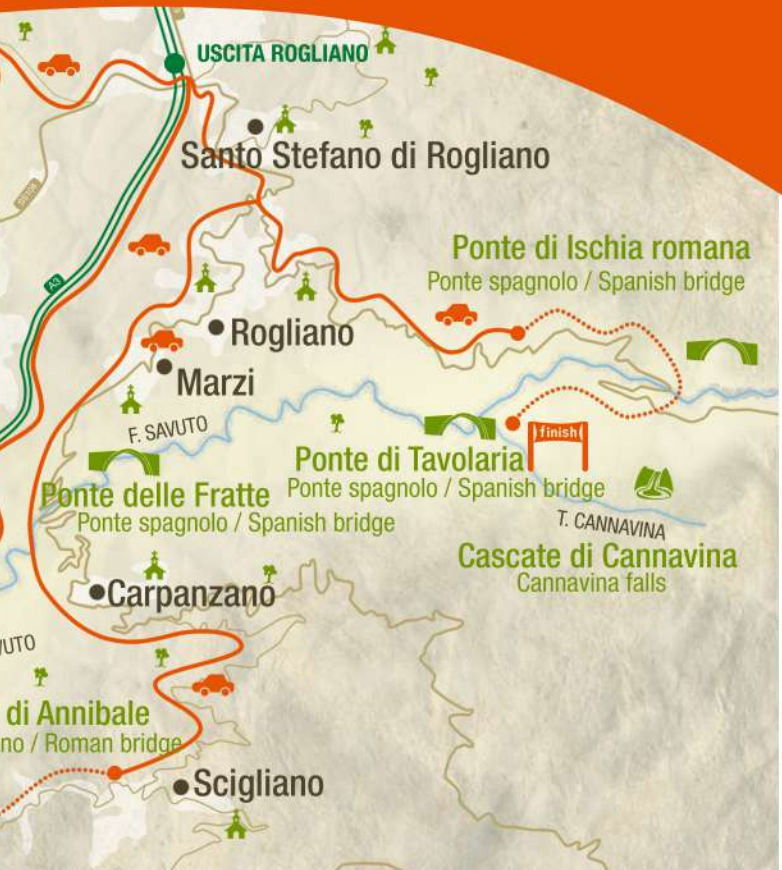 USCITA ROGLIANO
Santo Stefano di Rogliano
Ponte di Ischia romana
Ponte spagnolo / Spanish bridge
A3
Rogliano
Marzi
F. SAVUTO
finish
Ponte di Tavolaria
Ponte spagnolo / Spanish bridge
Ponte delle Fratte
Ponte spagnolo / Spanish bridge
T. CANNAVINA
Cascate di Cannavina
Cannavina falls
Carpanzano
VUTO
di Annibale
no / Roman bridge
Scigliano